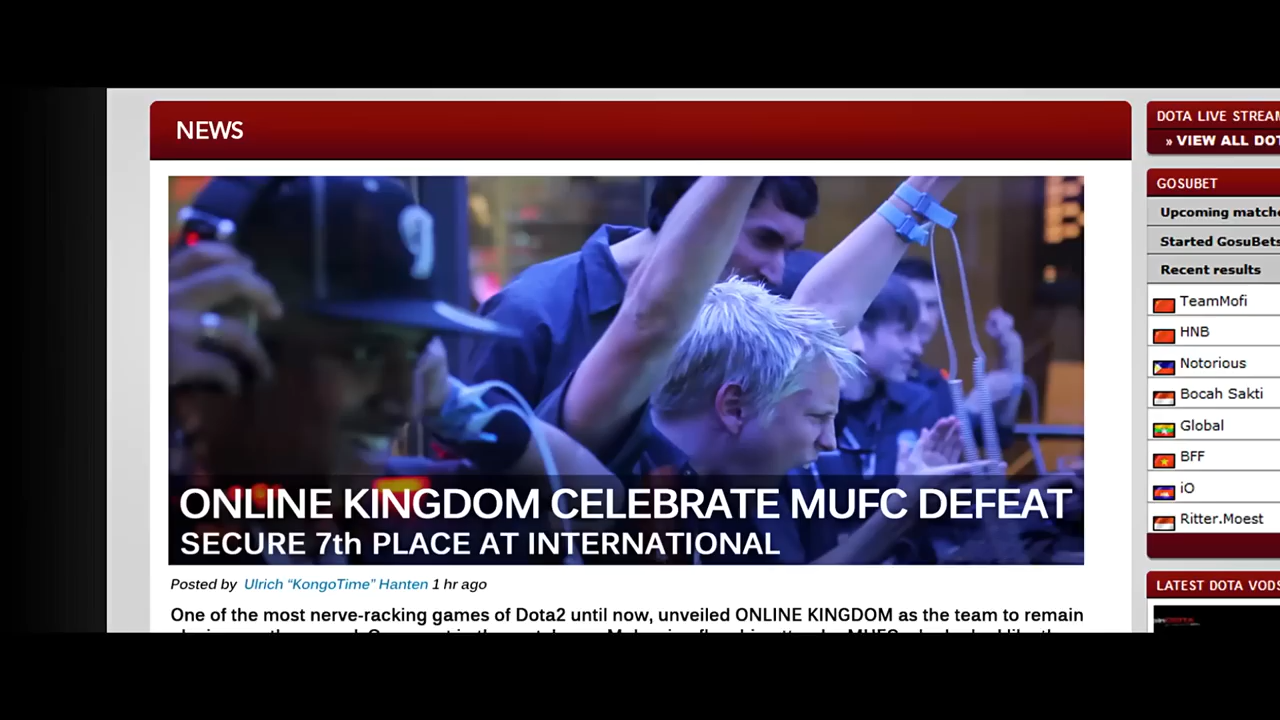 NEWS
ONLINE KINGDOM CELEBRATE MUFC DEFEAT
SECURE 7th PLACE AT INTERNATIONAL
Posted by Ulrich “KongoTime” Hanten 1 hr ago
One of the most nerve-racking games of Dota2 until now, unveiled ONLINE KINGDOM as the team to remain
DOTA LIVE STREAM
» VIEW ALL DOT
GOSUBET
Upcoming match
Started GosuBets
Recent results
TeamMofi
HNB
Notorious
Bocah Sakti
Global
BFF
iO
Ritter.Moest
LATEST DOTA VODS